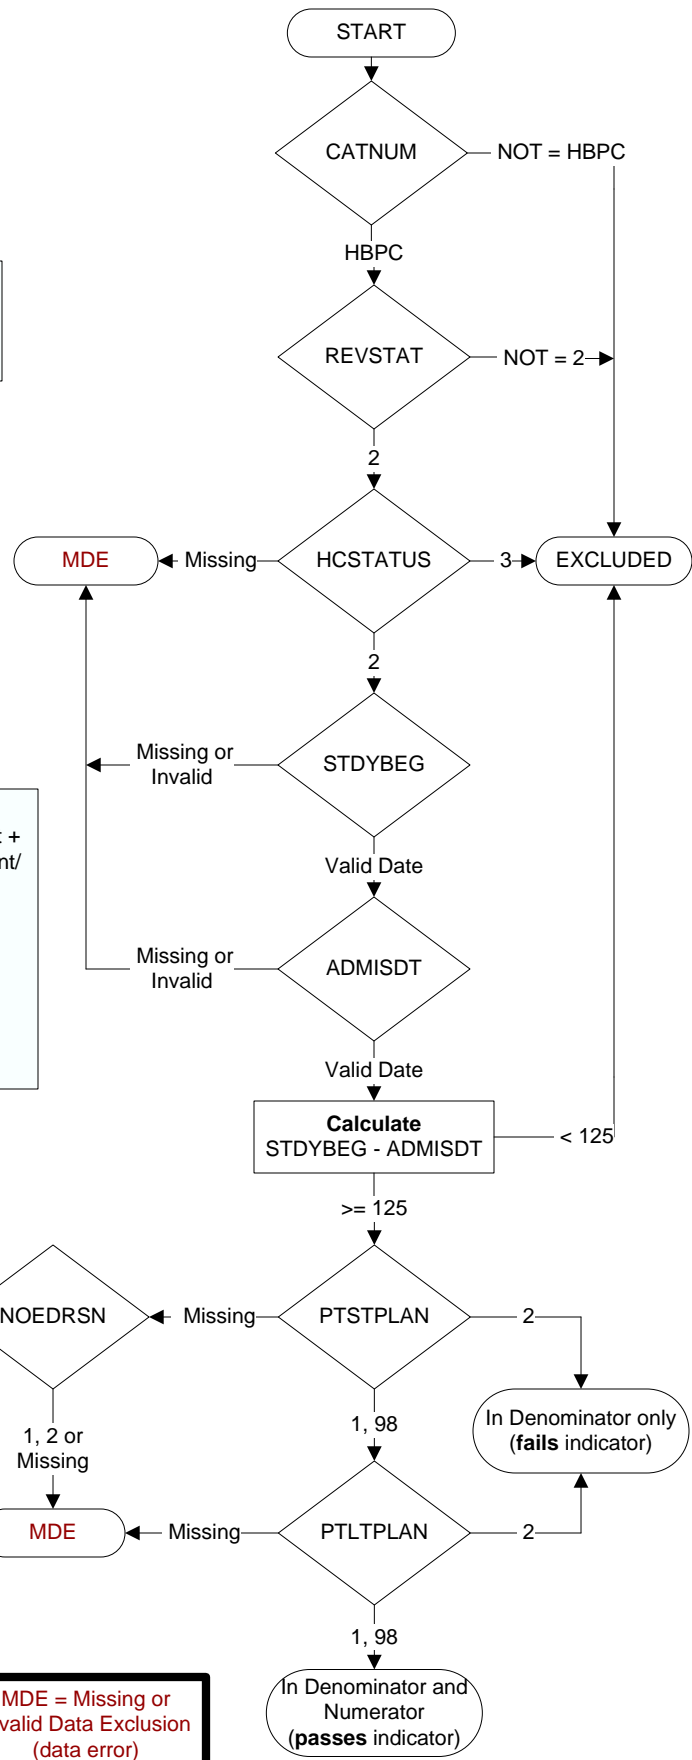 START
CATNUM
NOT = HBPC
HBPC
REVSTAT
NOT = 2
2
MDE
Missing
HCSTATUS
3
EXCLUDED
2
Missing or
Invalid
STDYBEG
+
Valid Date
Missing or
Invalid
ADMISDT
Valid Date
Calculate
STDYBEG - ADMISDT
< 125
>= 125
NOEDRSN
Missing
PTSTPLAN
2
1, 2 or
Missing
1, 98
In Denominator only
(fails indicator)
MDE
Missing
PTLTPLAN
2
1, 98
In Denominator and
Numerator
(passes indicator)
MDE = Missing or
Data Exclusion
(data error)